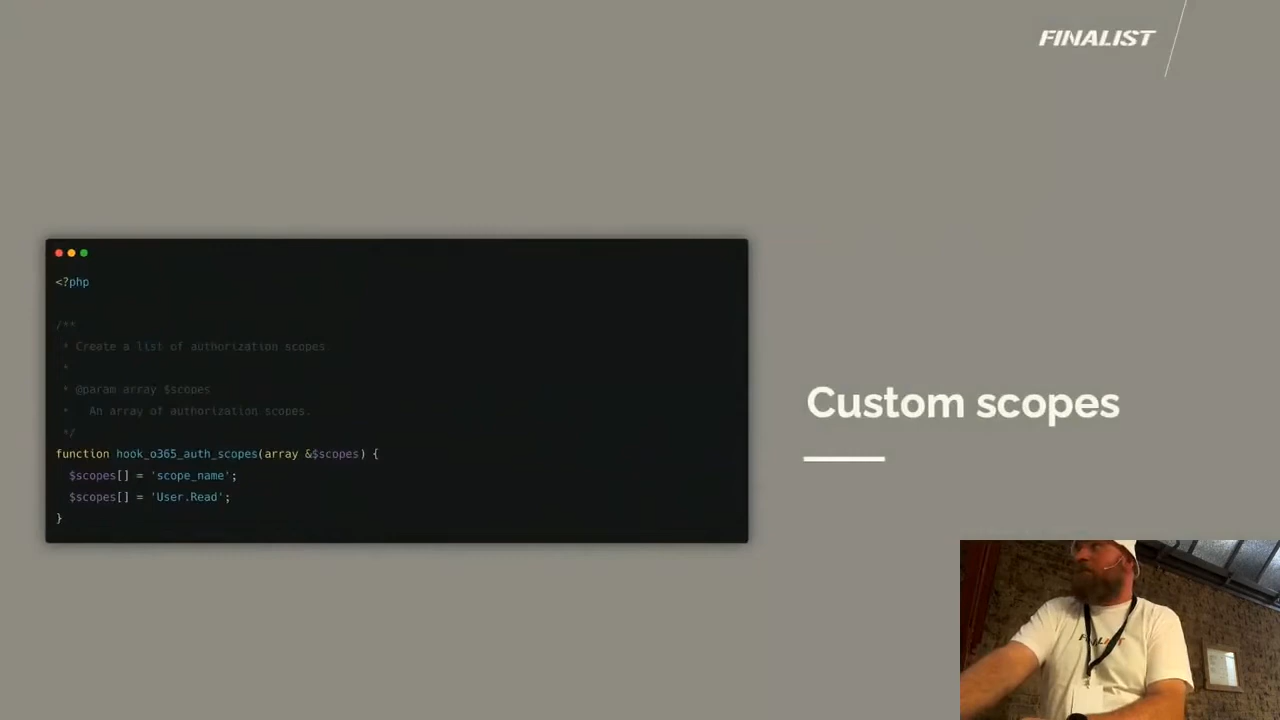 FINALIST
<?php
/**
* Create a list of authorization scopes
*
* @param array $scopes
* An array of authorization scopes.
*/
function hook_o365_auth_scopes(array &$scopes) {
$scopes[] = 'scope_name';
$scopes[] = 'User.Read';
}
Custom scopes
FINALIST